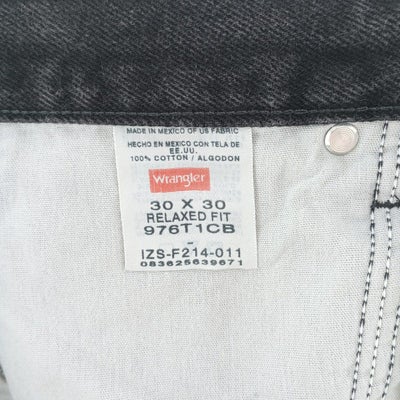 MADE IN MEXICO OF US FABRIC
HECHO EN MEXICO CON TELA DE
EE.UU.
100% COTTON / ALGODON
Wrangler
30 X 30
RELAXED FIT
976T1CB
-
IZS-F214-011
083625639671